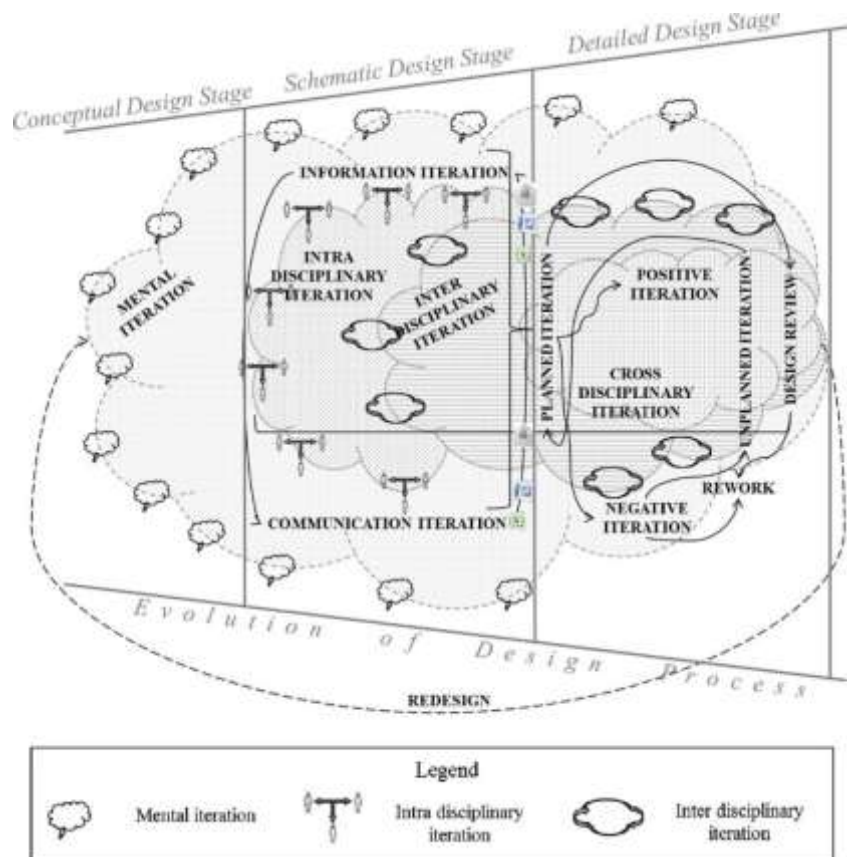 Conceptual Design Stage
Schematic Design Stage
Detailed Design Stage
INFORMATION ITERATION
MENTAL
ITERATION
INTRA
DISCIPLINARY
ITERATION
INTER
DISCIPLINARY
ITERATION
PLANNED ITERATION
POSITIVE
ITERATION
CROSS
DISCIPLINARY
ITERATION
UNPLANNED ITERATION
DESIGN REVIEW
NEGATIVE
ITERATION
REWORK
COMMUNICATION ITERATION
Evolution of Design Process
REDESIGN
Legend
Mental iteration
Intra disciplinary
iteration
Inter disciplinary
iteration